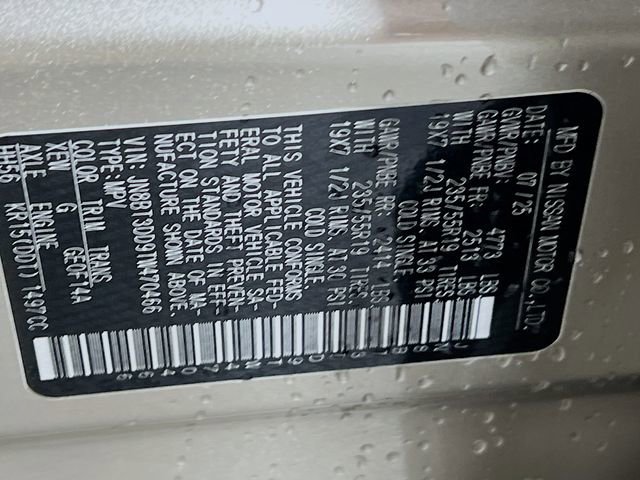 MFD BY NISSAN MOTOR CO.,LTD.
DATE: 07/25
GVWR/PNBV: 4773 LBS
GAWR/PNBE FR: 2513 LBS
WITH 235/55R19 TIRES
19X7 1/2J RIMS, AT 33 PSI
COLD SINGLE
GAWR/PNBE RR: 2414 LBS
WITH 235/55R19 TIRES
19X7 1/2J RIMS, AT 30 PSI
COLD SINGLE
THIS VEHICLE CONFORMS
TO ALL APPLICABLE FED-
ERAL MOTOR VEHICLE SA-
FETY AND THEFT PREVEN-
TION STANDARDS IN EFF-
ECT ON THE DATE OF MA-
NUFACTURE SHOWN ABOVE.
VIN: JN8BT3DD9TW470466
TYPE: MPV
COLOR TRIM TRANS
XEW G GE0F14A
AXLE ENGINE
KR15(001) 1497CC
JN8BT3DD9TW470466